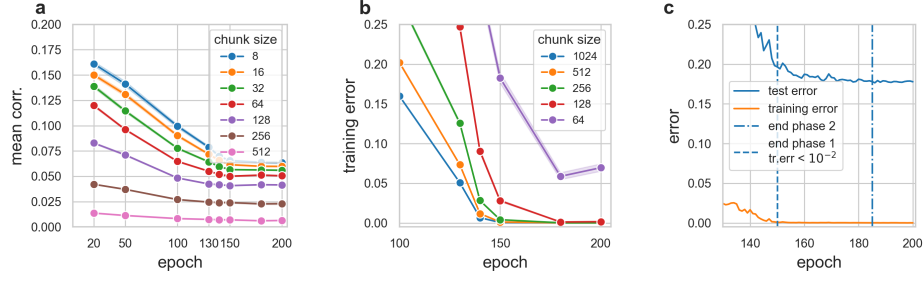 a
0.200
0.175
0.150
0.125
0.100
0.075
0.050
0.025
0.000
mean corr.
20 50 100 130 140 150 200
epoch
chunk size
8
16
32
64
128
256
512
b
0.25
0.20
0.15
0.10
0.05
0.00
training error
100 150 200
epoch
chunk size
1024
512
256
128
64
c
0.25
0.20
0.15
0.10
0.05
0.00
error
140 160 180 200
epoch
test error
training error
end phase 2
end phase 1
tr.err < 10⁻²